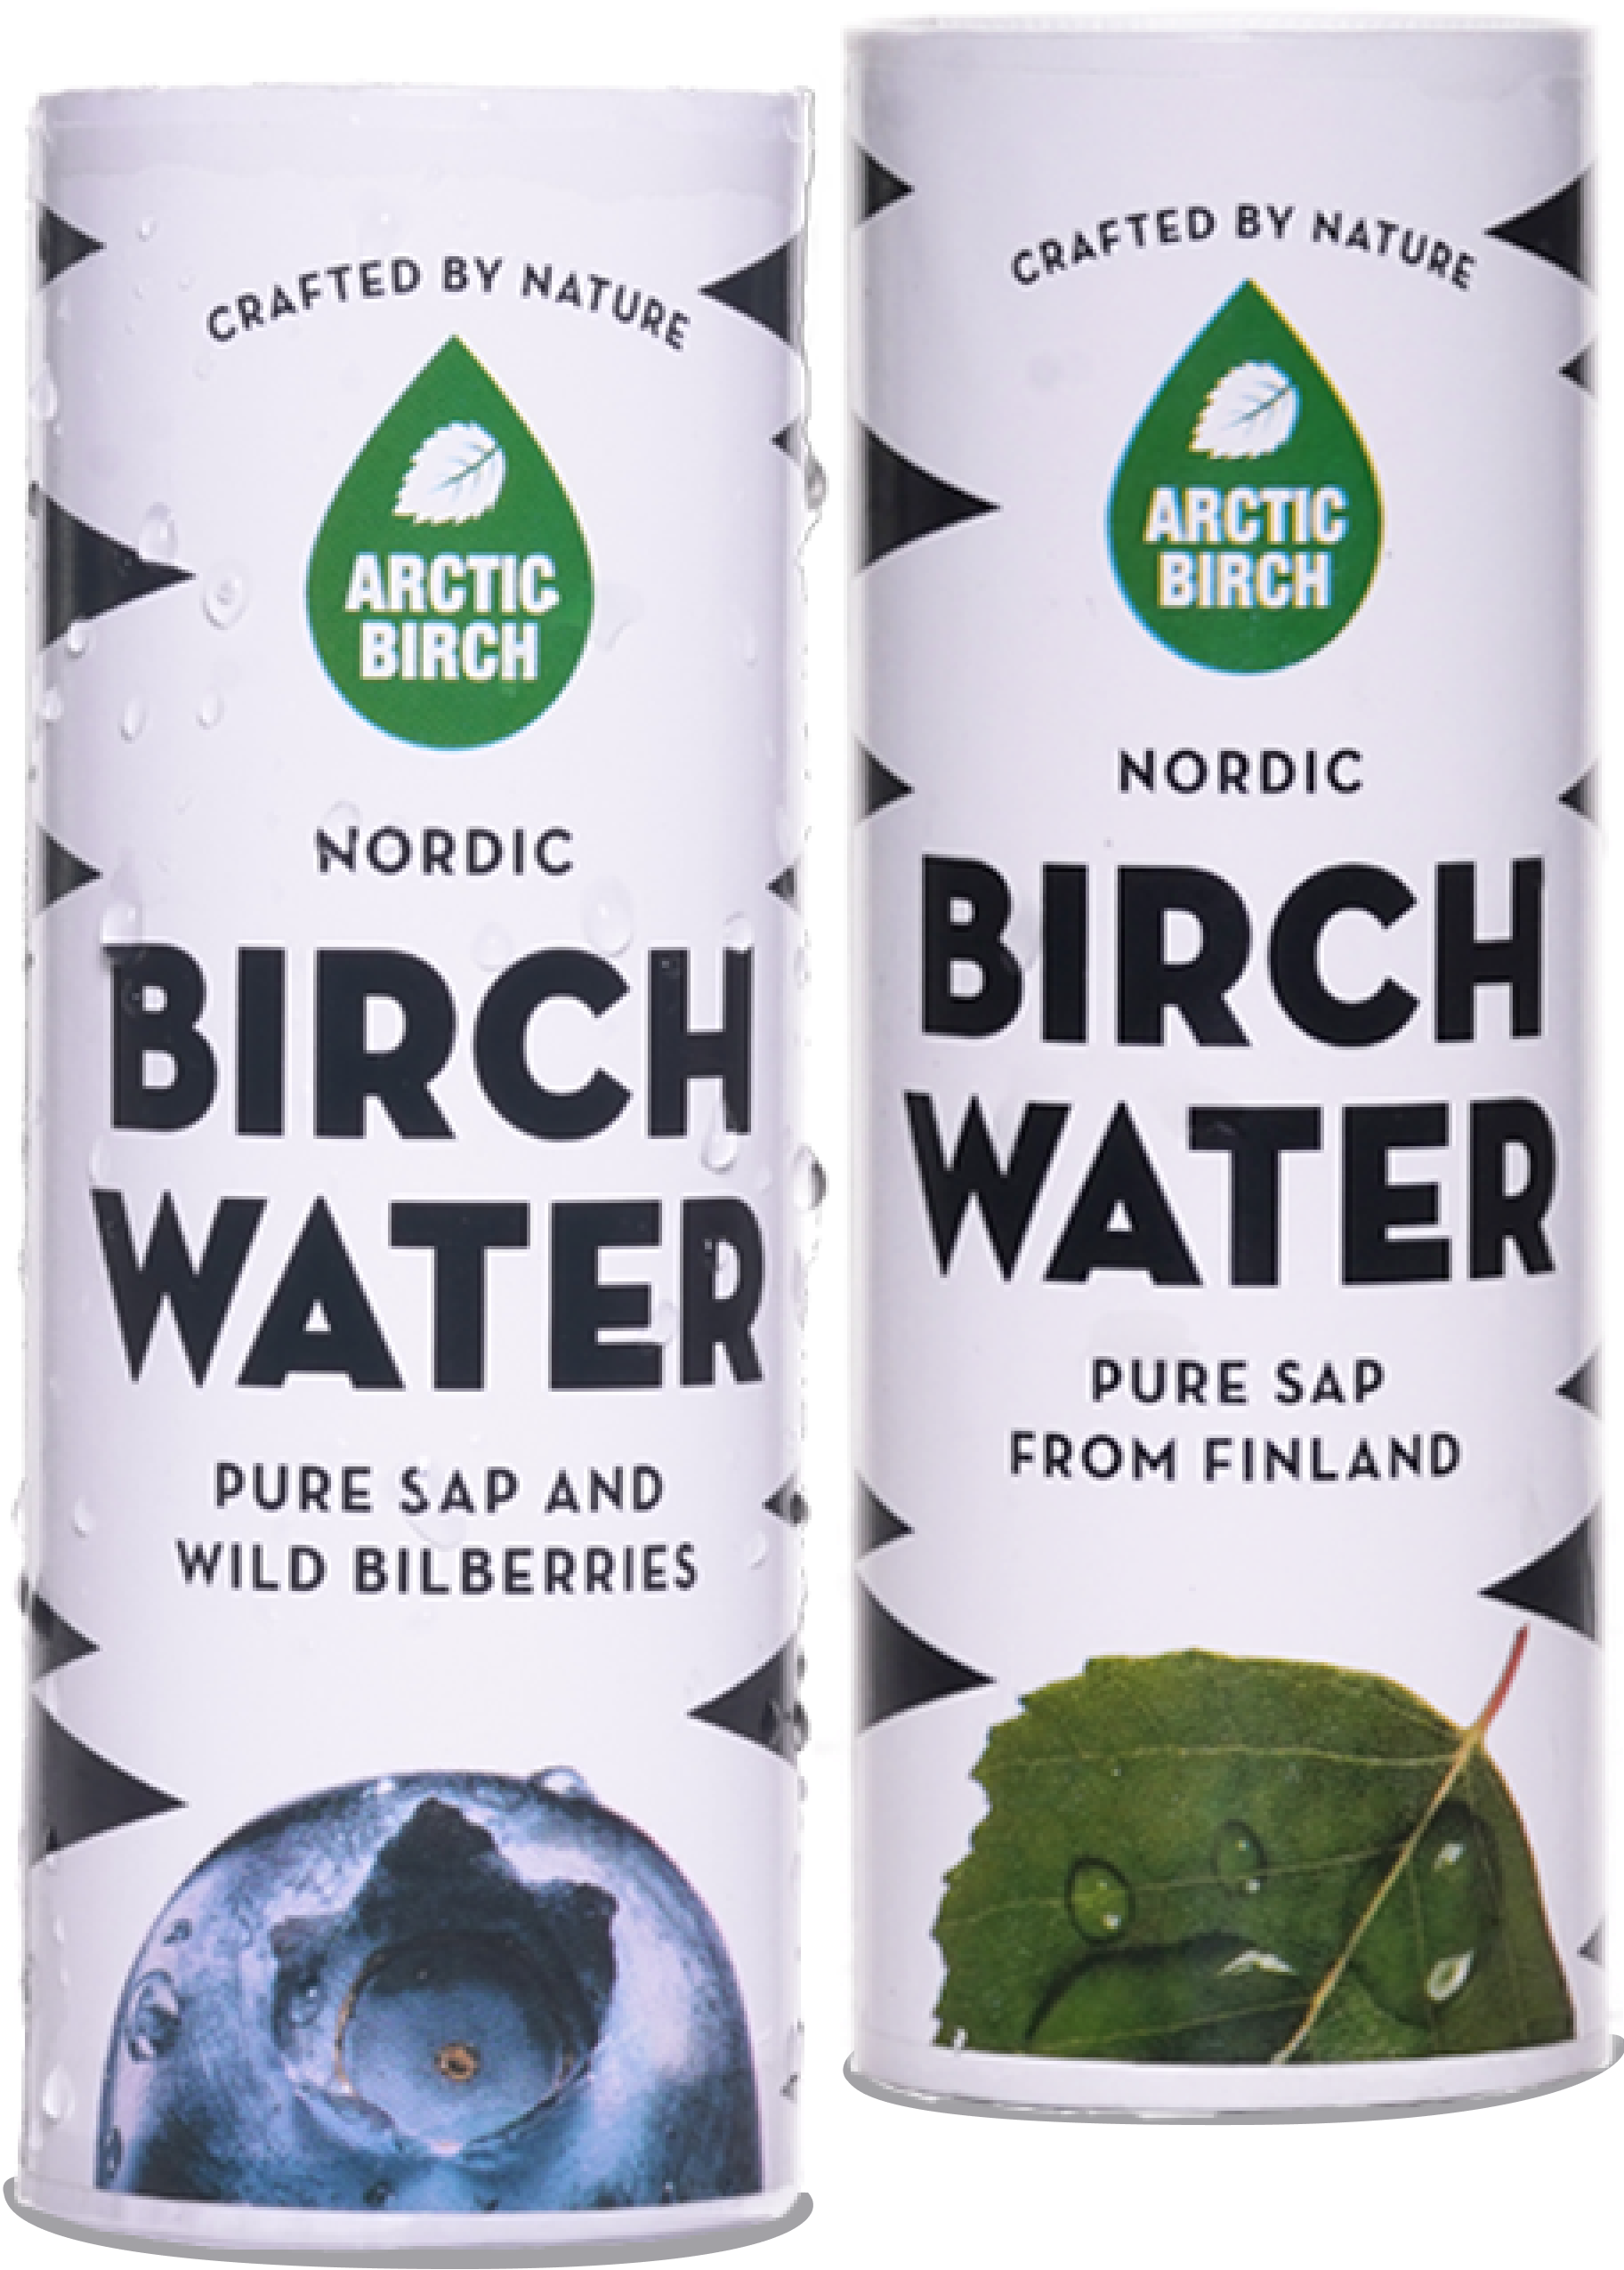 CRAFTED BY NATURE
ARCTIC
BIRCH
NORDIC
BIRCH
WATER
PURE SAP AND
WILD BILBERRIES
CRAFTED BY NATURE
ARCTIC
BIRCH
NORDIC
BIRCH
WATER
PURE SAP
FROM FINLAND